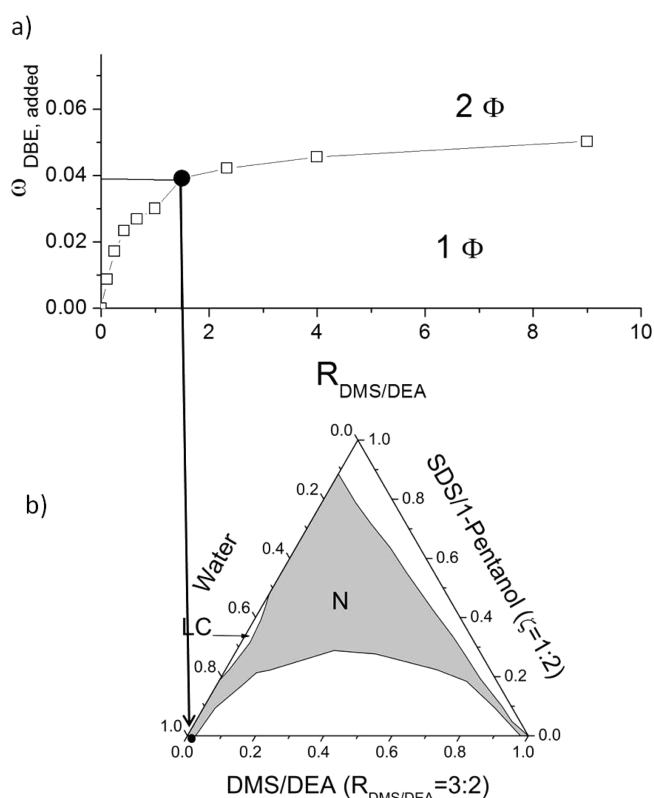 a)
ω DBE, added
0.06
0.04
0.02
0.00
2 Φ
1 Φ
0 2 4 6 8 10
R DMS/DEA
b)
0.0 1.0
0.2 0.8
0.4 0.6
0.6 0.4
0.8 0.2
1.0 0.0
Water
SDS/1-Pentanol (ζ=1:2)
N
LC
0.0 0.2 0.4 0.6 0.8 1.0
DMS/DEA (R DMS/DEA=3:2)